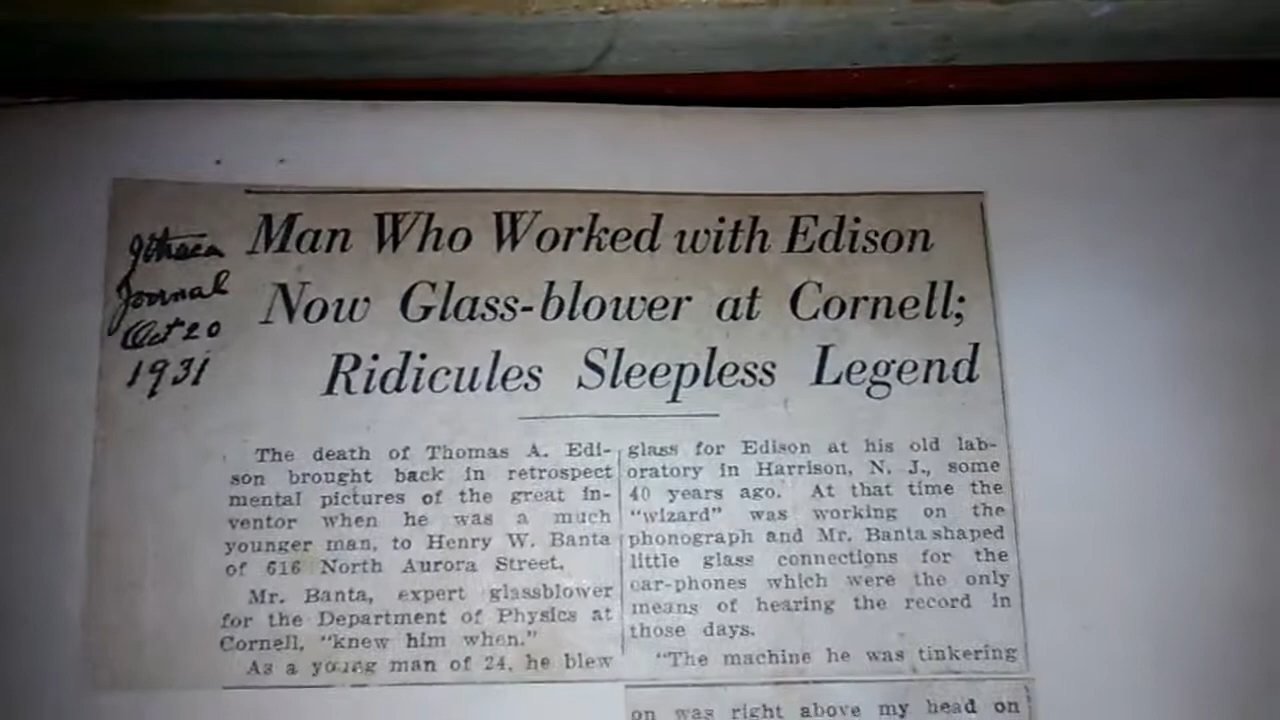 Ithaca
Journal
Oct 20
1931
Man Who Worked with Edison
Now Glass-blower at Cornell;
Ridicules Sleepless Legend
The death of Thomas A. Edi-
son brought back in retrospect
mental pictures of the great in-
ventor when he was a much
younger man, to Henry W. Banta
of 616 North Aurora Street.
Mr. Banta, expert glassblower
for the Department of Physics at
Cornell, "knew him when."
As a young man of 24, he blew
glass for Edison at his old lab-
oratory in Harrison, N. J., some
40 years ago. At that time the
"wizard" was working on the
phonograph and Mr. Banta shaped
little glass connections for the
ear-phones which were the only
means of hearing the record in
those days.
"The machine he was tinkering
on was right above my head on